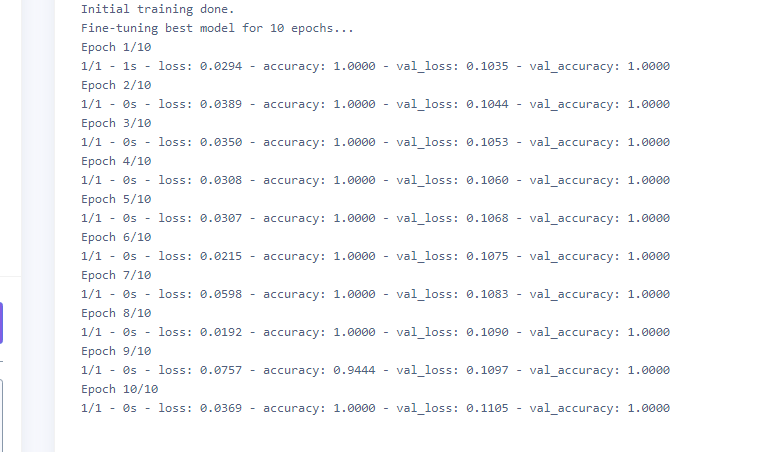 Initial training done.
Fine-tuning best model for 10 epochs...
Epoch 1/10
1/1 - 1s - loss: 0.0294 - accuracy: 1.0000 - val_loss: 0.1035 - val_accuracy: 1.0000
Epoch 2/10
1/1 - 0s - loss: 0.0389 - accuracy: 1.0000 - val_loss: 0.1044 - val_accuracy: 1.0000
Epoch 3/10
1/1 - 0s - loss: 0.0350 - accuracy: 1.0000 - val_loss: 0.1053 - val_accuracy: 1.0000
Epoch 4/10
1/1 - 0s - loss: 0.0308 - accuracy: 1.0000 - val_loss: 0.1060 - val_accuracy: 1.0000
Epoch 5/10
1/1 - 0s - loss: 0.0307 - accuracy: 1.0000 - val_loss: 0.1068 - val_accuracy: 1.0000
Epoch 6/10
1/1 - 0s - loss: 0.0215 - accuracy: 1.0000 - val_loss: 0.1075 - val_accuracy: 1.0000
Epoch 7/10
1/1 - 0s - loss: 0.0598 - accuracy: 1.0000 - val_loss: 0.1083 - val_accuracy: 1.0000
Epoch 8/10
1/1 - 0s - loss: 0.0192 - accuracy: 1.0000 - val_loss: 0.1090 - val_accuracy: 1.0000
Epoch 9/10
1/1 - 0s - loss: 0.0757 - accuracy: 0.9444 - val_loss: 0.1097 - val_accuracy: 1.0000
Epoch 10/10
1/1 - 0s - loss: 0.0369 - accuracy: 1.0000 - val_loss: 0.1105 - val_accuracy: 1.0000